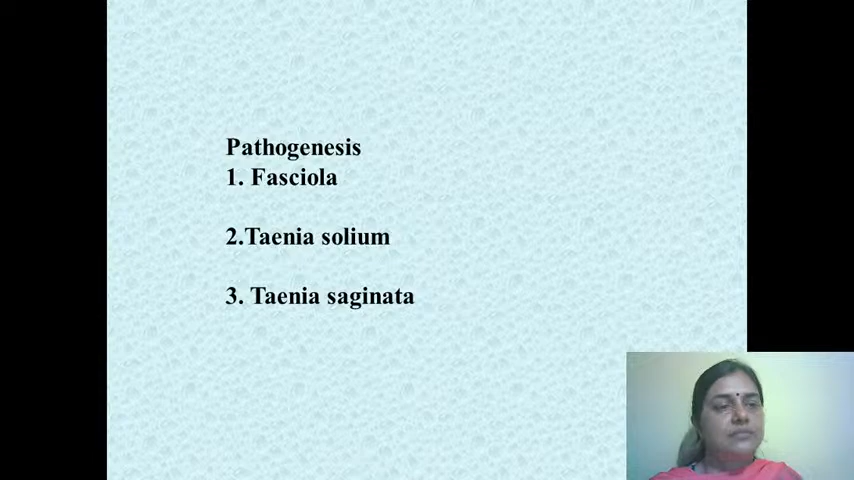 Pathogenesis
1. Fasciola
2.Taenia solium
3. Taenia saginata